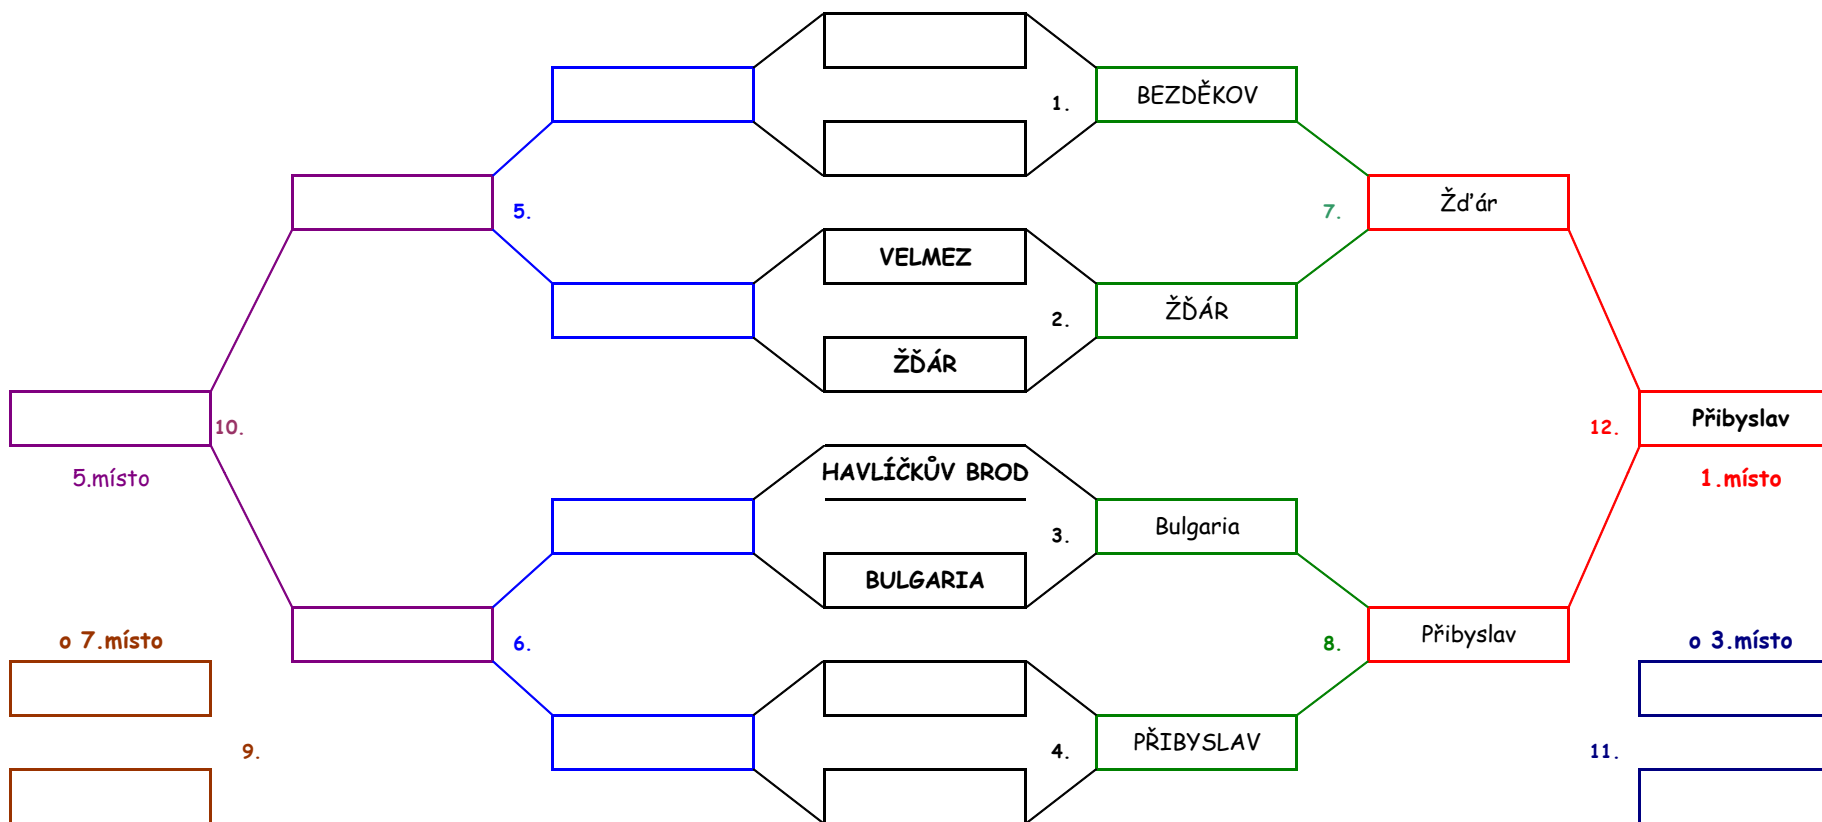 1.
BEZDĚKOV
5.
7.
Žďár
VELMEZ
2.
ŽĎÁR
ŽĎÁR
10.
12.
Přibyslav
5.místo
HAVLÍČKŮV BROD
1.místo
3.
Bulgaria
BULGARIA
o 7.místo
6.
8.
Přibyslav
o 3.místo
9.
4.
PŘIBYSLAV
11.